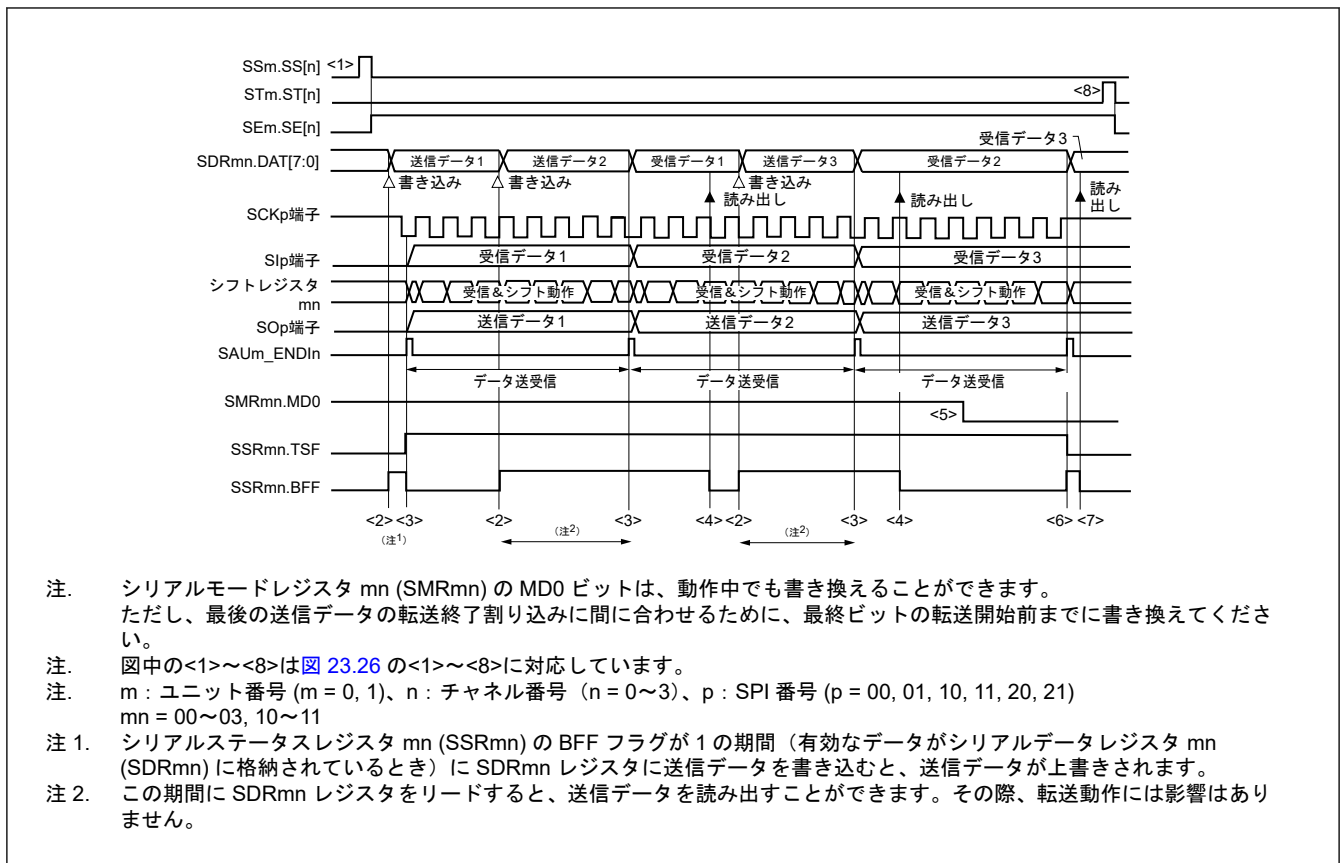 SSm.SS[n] <1>
STm.ST[n] <8>
SEm.SE[n]
受信データ3
SDRmn.DAT[7:0] 送信データ1 送信データ2 受信データ1 送信データ3 受信データ2
△書き込み △書き込み ▲読み出し △書き込み ▲読み出し ▲読み出し
SCKp端子
SIp端子 受信データ1 受信データ2 受信データ3
シフトレジスタ
mn 受信&シフト動作 受信&シフト動作 受信&シフト動作
SOp端子 送信データ1 送信データ2 送信データ3
SAUm_ENDIn
データ送受信 データ送受信 データ送受信
SMRmn.MD0 <5>
SSRmn.TSF
SSRmn.BFF
<2> <3> <2> <3> <4> <2> <3> <4> <6> <7>
(注1) (注2) (注2)
注. シリアルモードレジスタ mn (SMRmn) の MD0 ビットは、動作中でも書き換えることができます。
ただし、最後の送信データの転送終了割り込みに間に合わせるために、最終ビットの転送開始前までに書き換えてくださ
い。
注. 図中の<1>～<8>は図 23.26 の<1>～<8>に対応しています。
注. m：ユニット番号 (m = 0, 1)、n：チャネル番号（n = 0～3）、p：SPI 番号 (p = 00, 01, 10, 11, 20, 21)
mn = 00～03, 10～11
注 1. シリアルステータスレジスタ mn (SSRmn) の BFF フラグが 1 の期間（有効なデータがシリアルデータレジスタ mn
(SDRmn) に格納されているとき）に SDRmn レジスタに送信データを書き込むと、送信データが上書きされます。
注 2. この期間に SDRmn レジスタをリードすると、送信データを読み出すことができます。その際、転送動作には影響はあり
ません。